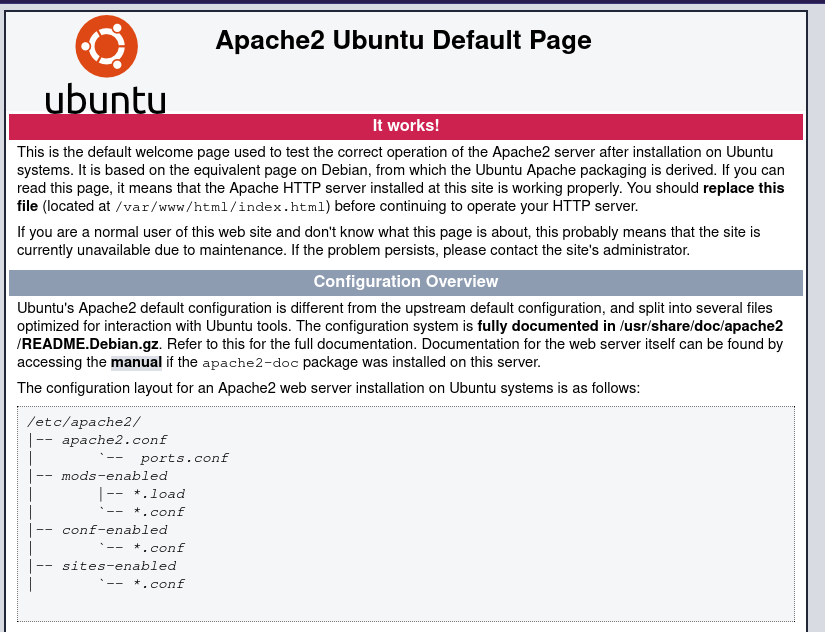 ubuntu
Apache2 Ubuntu Default Page
It works!
This is the default welcome page used to test the correct operation of the Apache2 server after installation on Ubuntu
systems. It is based on the equivalent page on Debian, from which the Ubuntu Apache packaging is derived. If you can
read this page, it means that the Apache HTTP server installed at this site is working properly. You should replace this
file (located at /var/www/html/index.html) before continuing to operate your HTTP server.
If you are a normal user of this web site and don't know what this page is about, this probably means that the site is
currently unavailable due to maintenance. If the problem persists, please contact the site's administrator.
Configuration Overview
Ubuntu's Apache2 default configuration is different from the upstream default configuration, and split into several files
optimized for interaction with Ubuntu tools. The configuration system is fully documented in /usr/share/doc/apache2
/README.Debian.gz. Refer to this for the full documentation. Documentation for the web server itself can be found by
accessing the manual if the apache2-doc package was installed on this server.
The configuration layout for an Apache2 web server installation on Ubuntu systems is as follows:
/etc/apache2/
|-- apache2.conf
|       `--  ports.conf
|-- mods-enabled
|       |-- *.load
|       `-- *.conf
|-- conf-enabled
|       `-- *.conf
|-- sites-enabled
|       `-- *.conf